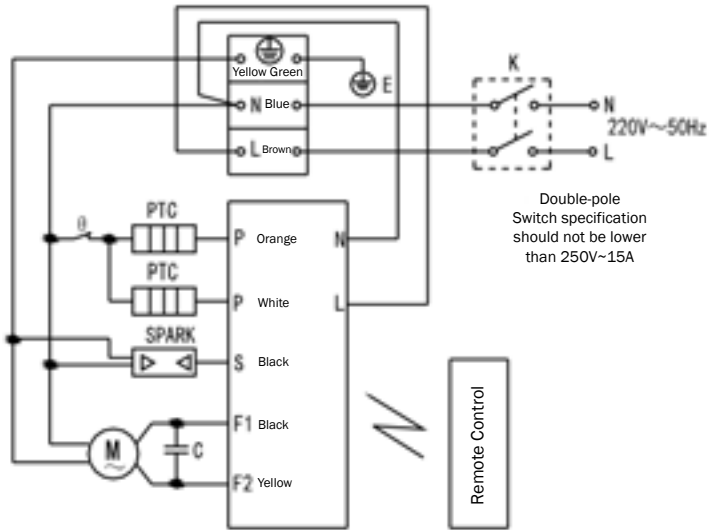 Yellow Green
E
K
N Blue
N
220V～50Hz
L Brown
L
Double-pole
Switch specification
should not be lower
than 250V~15A
θ
PTC
P Orange
N
PTC
P White
L
SPARK
S Black
F1 Black
M
~
C
F2 Yellow
Remote Control